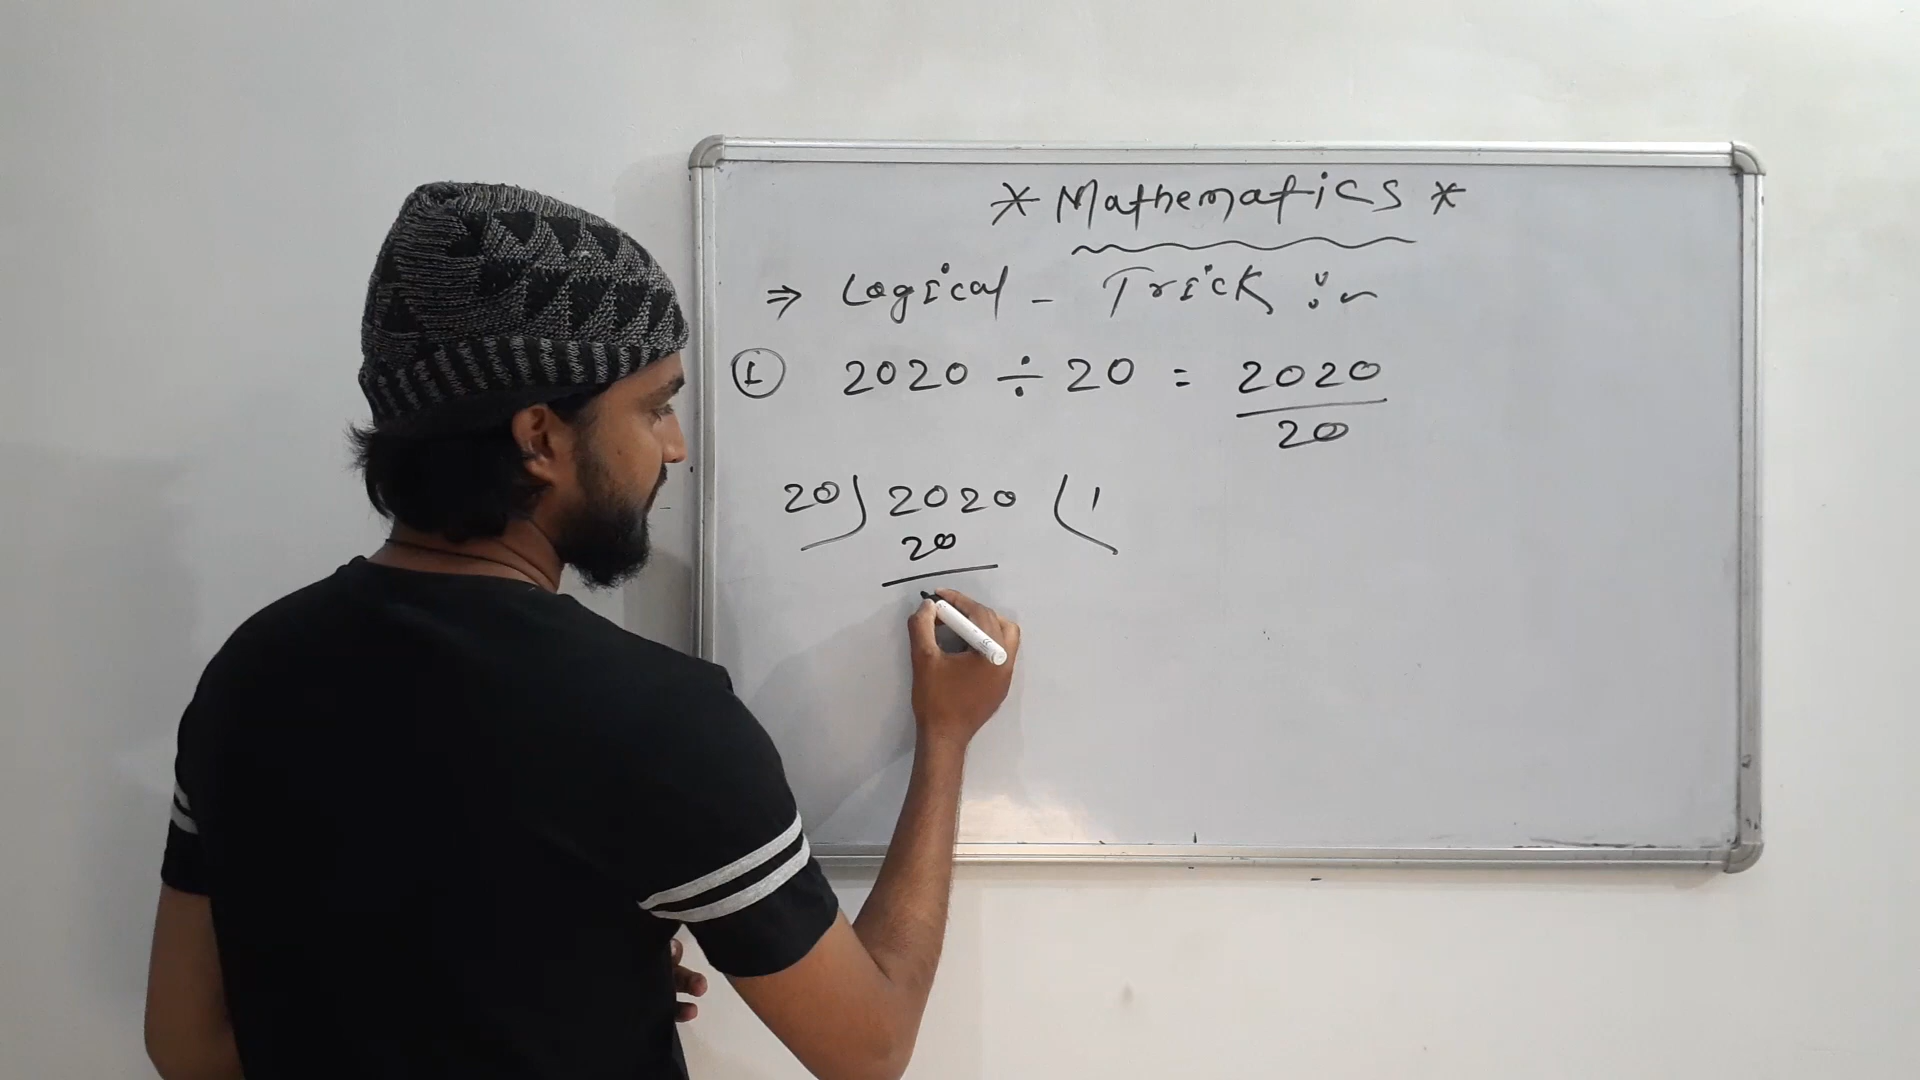 * Mathematics *
⇒ Logical - Trick :~
① 2020 ÷ 20 = 2020
20
20) 2020 (1
20